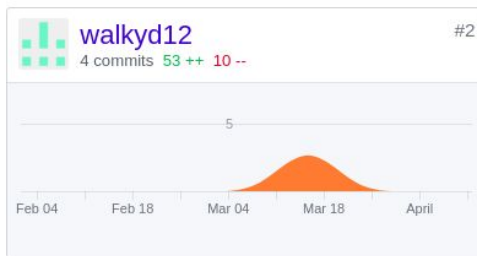 walkyd12 #2
4 commits 53 ++ 10 --
5
Feb 04 Feb 18 Mar 04 Mar 18 April